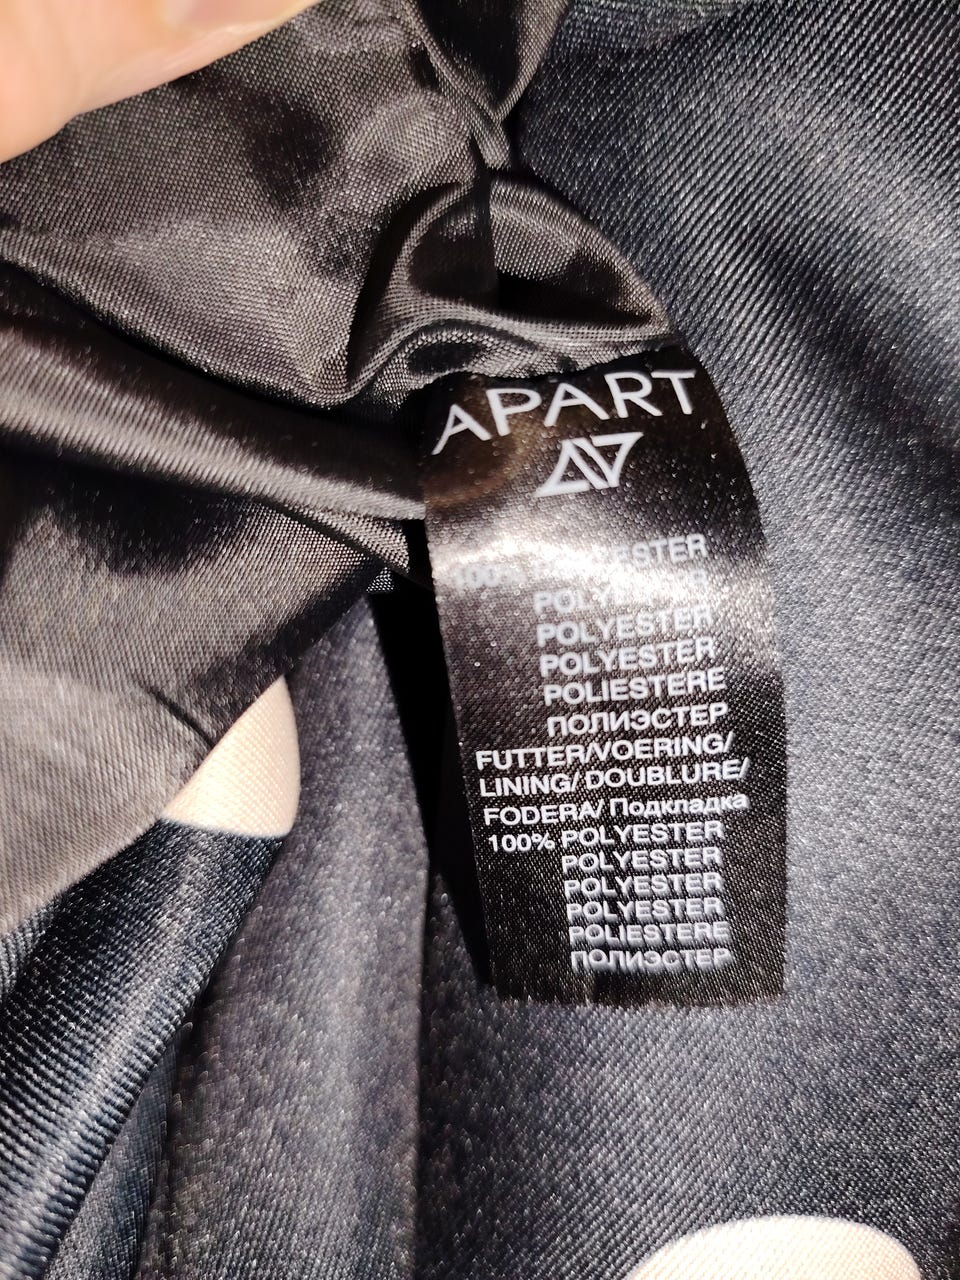 APART
100% POLYESTER
POLYESTER
POLYESTER
POLYESTER
POLIESTERE
ПОЛИЭСТЕР
FUTTER/VOERING/
LINING/ DOUBLURE/
FODERA/ Подкладка
100% POLYESTER
POLYESTER
POLYESTER
POLYESTER
POLIESTERE
ПОЛИЭСТЕР